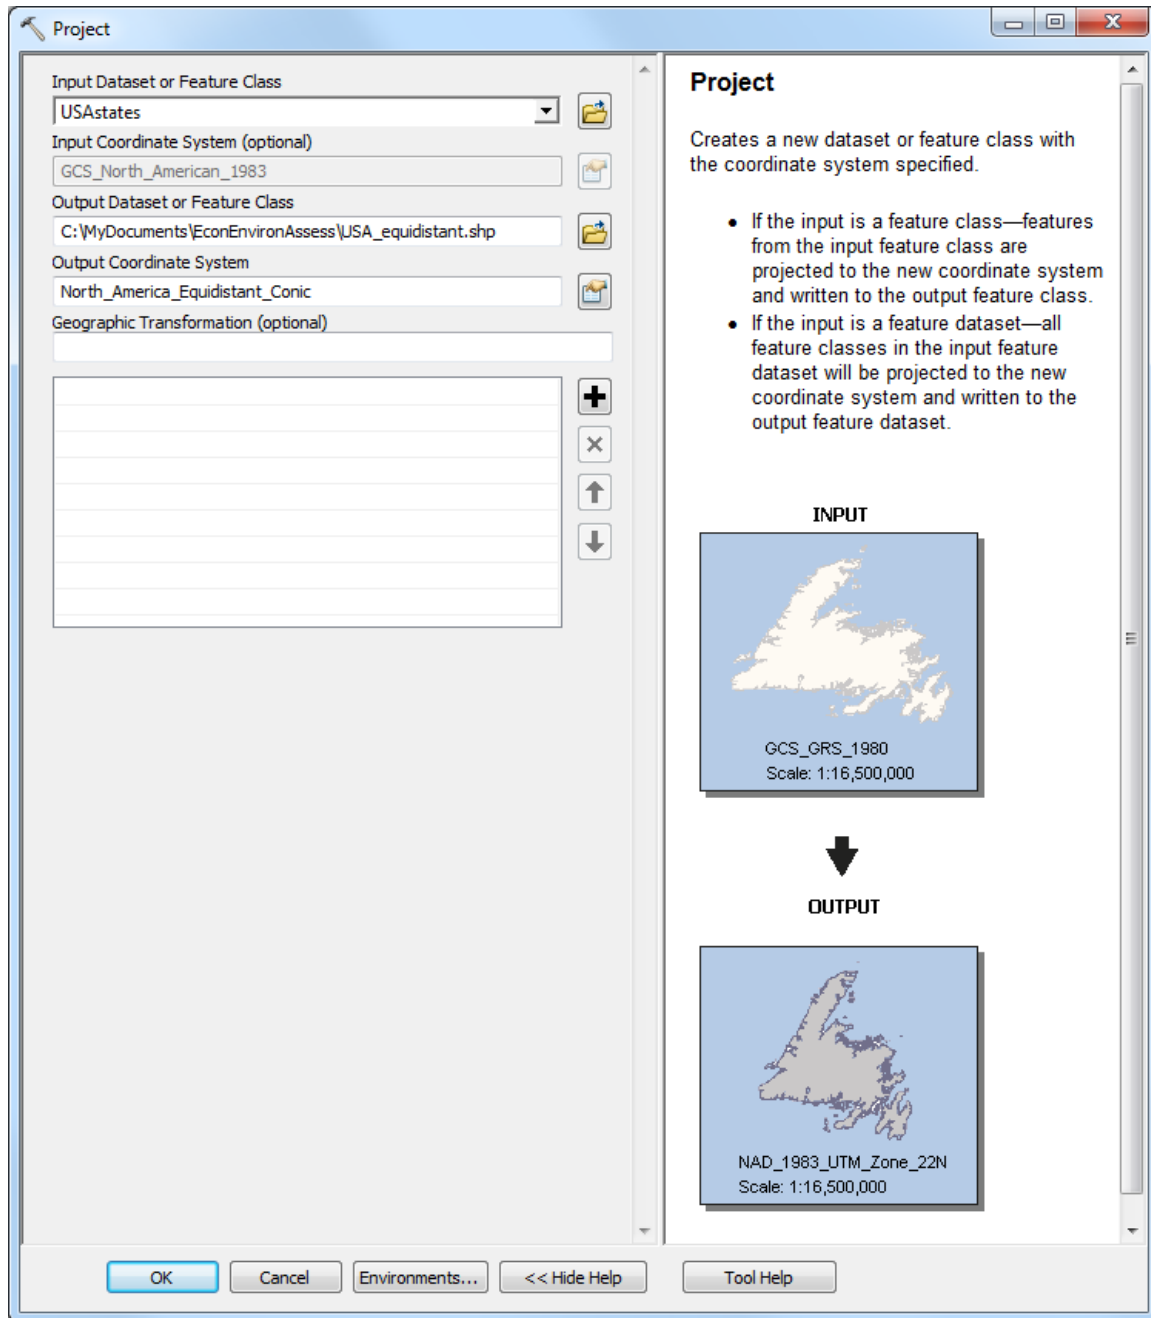 Project
Input Dataset or Feature Class
USAstates
Input Coordinate System (optional)
GCS_North_American_1983
Output Dataset or Feature Class
C:\MyDocuments\EconEnvironAssess\USA_equidistant.shp
Output Coordinate System
North_America_Equidistant_Conic
Geographic Transformation (optional)
OK
Cancel
Environments...
<< Hide Help
Project
Creates a new dataset or feature class with
the coordinate system specified.
• If the input is a feature class—features
from the input feature class are
projected to the new coordinate system
and written to the output feature class.
• If the input is a feature dataset—all
feature classes in the input feature
dataset will be projected to the new
coordinate system and written to the
output feature dataset.
INPUT
GCS_GRS_1980
Scale: 1:16,500,000
OUTPUT
NAD_1983_UTM_Zone_22N
Scale: 1:16,500,000
Tool Help